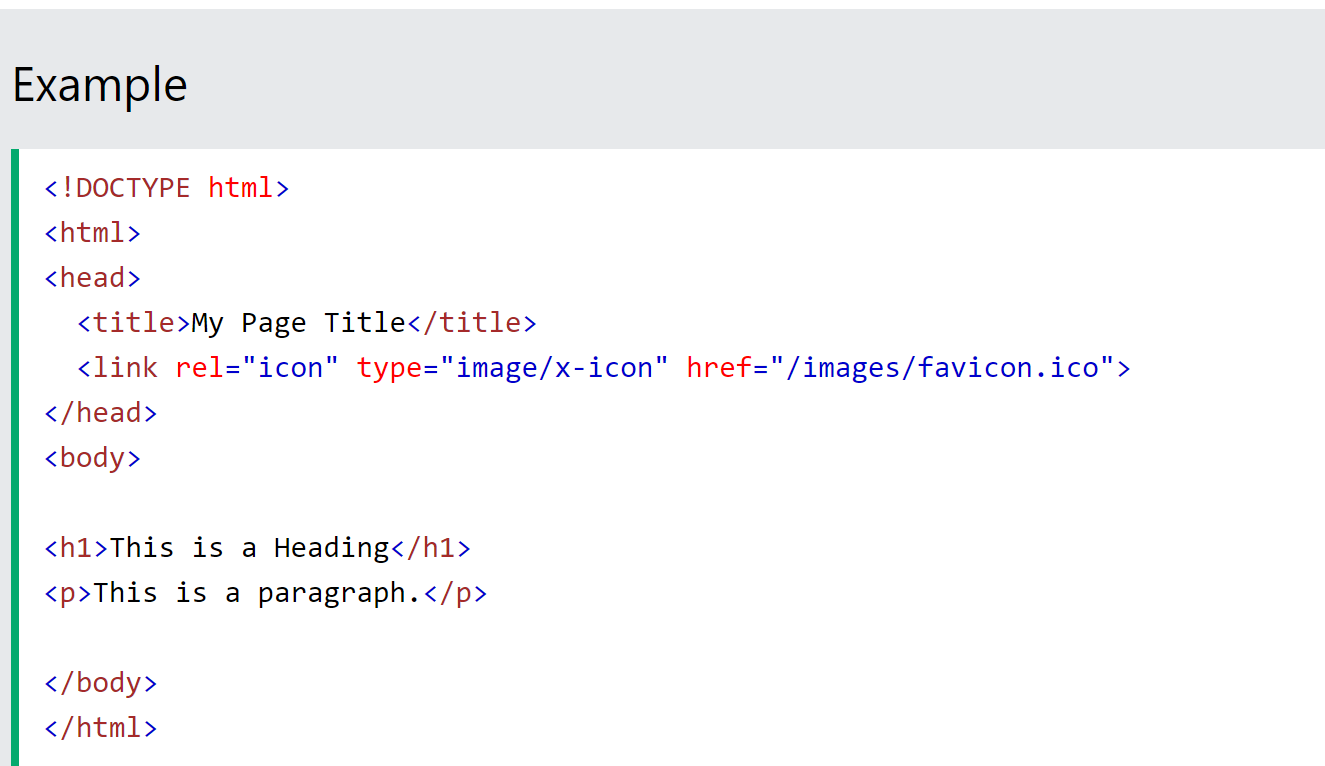 Example
<!DOCTYPE html>
<html>
<head>
  <title>My Page Title</title>
  <link rel="icon" type="image/x-icon" href="/images/favicon.ico">
</head>
<body>

<h1>This is a Heading</h1>
<p>This is a paragraph.</p>

</body>
</html>